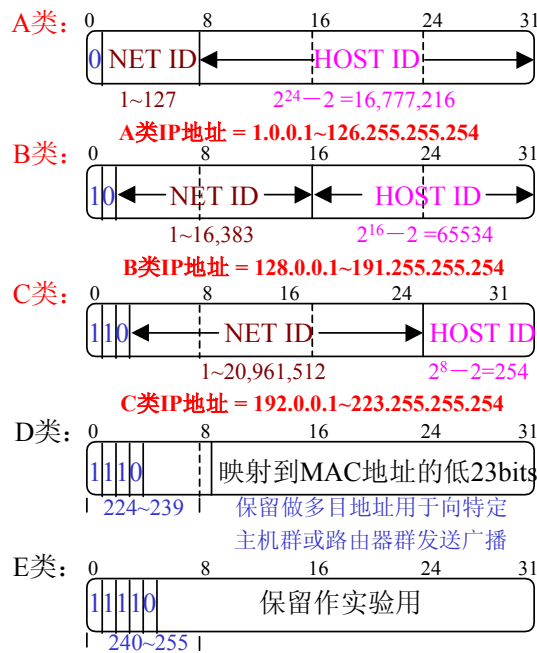 A类: 0 8 16 24 31
0 NET ID HOST ID
1~127 2²⁴－2 =16,777,216
A类IP地址 = 1.0.0.1~126.255.255.254
B类: 0 8 16 24 31
10 NET ID HOST ID
1~16,383 2¹⁶－2 =65534
B类IP地址 = 128.0.0.1~191.255.255.254
C类: 0 8 16 24 31
110 NET ID HOST ID
1~20,961,512 2⁸－2=254
C类IP地址 = 192.0.0.1~223.255.255.254
D类: 0 8 16 24 31
1110 映射到MAC地址的低23bits
224~239 保留做多目地址用于向特定
主机群或路由器群发送广播
E类: 0 8 16 24 31
11110 保留作实验用
240~255